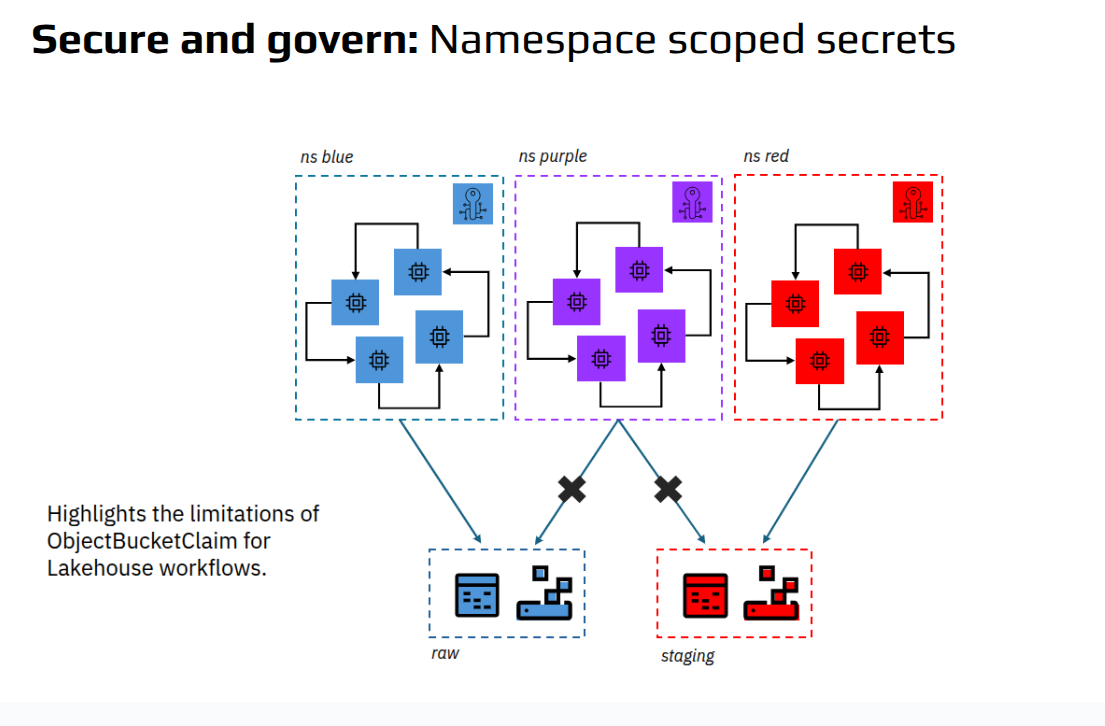 Secure and govern: Namespace scoped secrets
ns blue
ns purple
ns red
Highlights the limitations of
ObjectBucketClaim for
Lakehouse workflows.
raw
staging